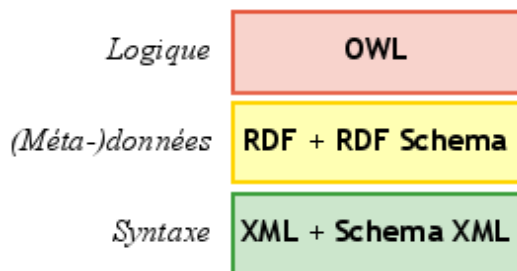 Logique OWL
(Méta-)données RDF + RDF Schema
Syntaxe XML + Schema XML